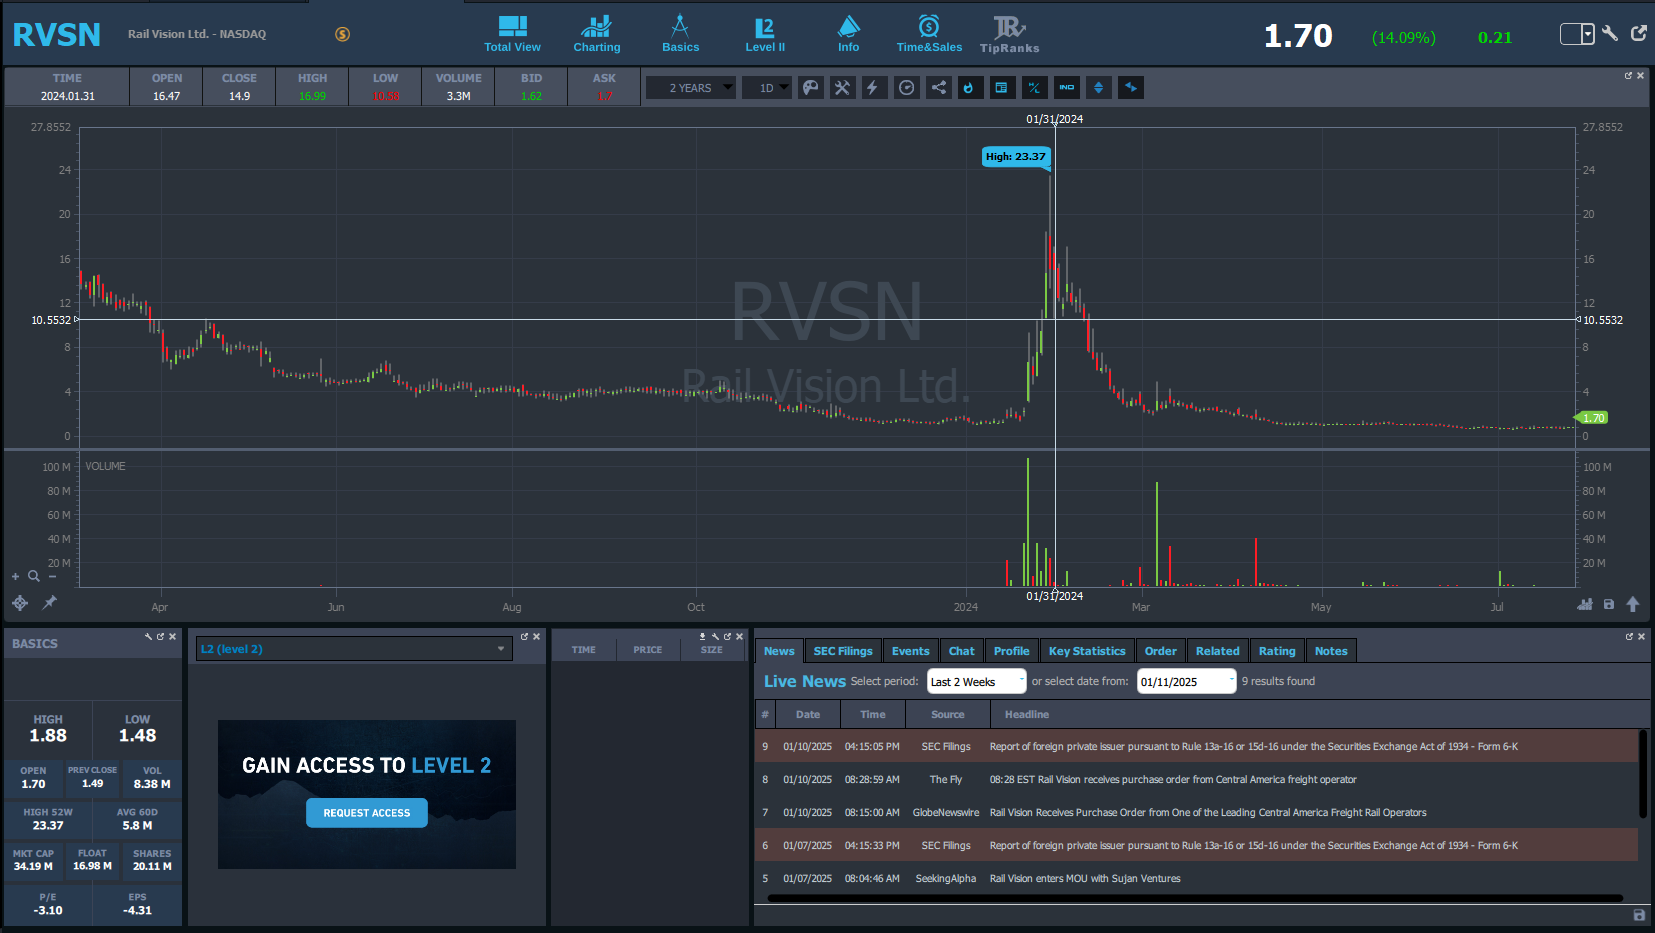 RVSN
Rail Vision Ltd. - NASDAQ
Total View
Charting
Basics
L2
Level II
Info
Time&Sales
TipRanks
1.70
(14.09%)
0.21
TIME OPEN CLOSE HIGH LOW VOLUME BID ASK
2024.01.31 16.47 14.9 16.99 10.56 3.3M 1.62 1.7
2 YEARS 1D
IND
01/31/2024
27.8552 27.8552
High: 23.37
24 24
20 20
16 16
12 12
10.5532 10.5532
8 8
4 4
1.70
0 0
RVSN
Rail Vision Ltd.
VOLUME
100 M 100 M
80 M 80 M
60 M 60 M
40 M 40 M
20 M 20 M
01/31/2024
Apr Jun Aug Oct 2024 Mar May Jul
BASICS
HIGH LOW
1.88 1.48
OPEN PREV CLOSE VOL
1.70 1.49 8.38 M
HIGH 52W AVG 60D
23.37 5.8 M
MKT CAP FLOAT SHARES
34.19 M 16.98 M 20.11 M
P/E EPS
-3.10 -4.31
L2 (level 2)
GAIN ACCESS TO LEVEL 2
REQUEST ACCESS
TIME PRICE SIZE
News SEC Filings Events Chat Profile Key Statistics Order Related Rating Notes
Live News Select period: Last 2 Weeks or select date from: 01/11/2025 9 results found
# Date Time Source Headline
9 01/10/2025 04:15:05 PM SEC Filings Report of foreign private issuer pursuant to Rule 13a-16 or 15d-16 under the Securities Exchange Act of 1934 - Form 6-K
8 01/10/2025 08:28:59 AM The Fly 08:28 EST Rail Vision receives purchase order from Central America freight operator
7 01/10/2025 08:15:00 AM GlobeNewswire Rail Vision Receives Purchase Order from One of the Leading Central America Freight Rail Operators
6 01/07/2025 04:15:33 PM SEC Filings Report of foreign private issuer pursuant to Rule 13a-16 or 15d-16 under the Securities Exchange Act of 1934 - Form 6-K
5 01/07/2025 08:04:46 AM SeekingAlpha Rail Vision enters MOU with Sujan Ventures